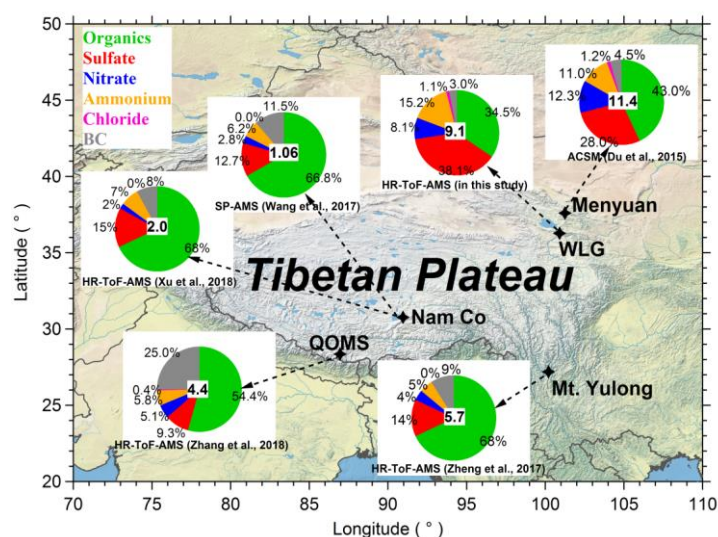 50
45
40
35
30
25
20
Latitude ( ° )
70 75 80 85 90 95 100 105 110
Longitude ( ° )
Organics
Sulfate
Nitrate
Ammonium
Chloride
BC
0.0% 11.5%
6.2%
2.8%
12.7%
1.06
66.8%
SP-AMS (Wang et al., 2017)
1.1% 3.0%
15.2%
8.1%
9.1
34.5%
38.1%
HR-ToF-AMS (in this study)
1.2% 4.5%
11.0%
12.3%
11.4
43.0%
28.0%
ACSM (Du et al., 2015)
7% 0% 8%
2%
15%
2.0
68%
HR-ToF-AMS (Xu et al., 2018)
Menyuan
WLG
Tibetan Plateau
Nam Co
QOMS
Mt. Yulong
25.0%
0.4%
5.8%
5.1%
9.3%
4.4
54.4%
HR-ToF-AMS (Zhang et al., 2018)
0% 9%
5%
4%
14%
5.7
68%
HR-ToF-AMS (Zheng et al., 2017)